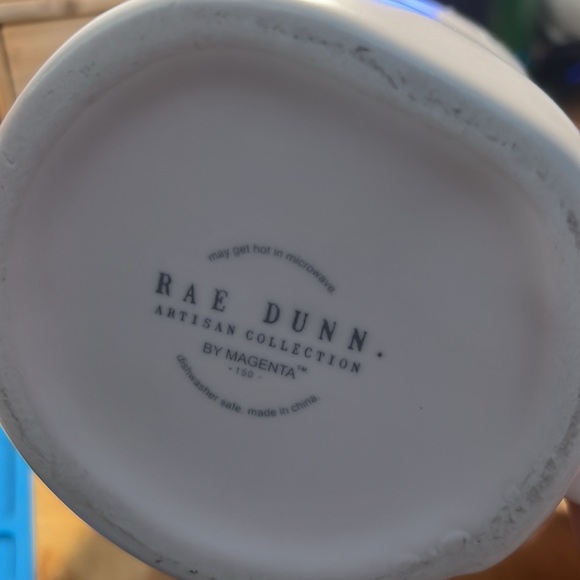 may get hot in microwave
RAE DUNN.
ARTISAN COLLECTION
BY MAGENTA™
- 150 -
dishwasher safe. made in china.